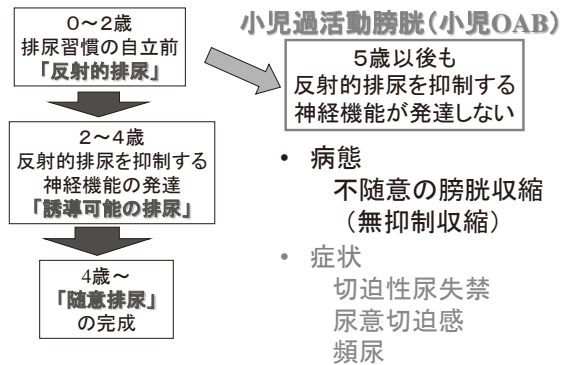 0～2歳
排尿習慣の自立前
「反射的排尿」
2～4歳
反射的排尿を抑制する
神経機能の発達
「誘導可能の排尿」
4歳～
「随意排尿」
の完成
小児過活動膀胱（小児OAB）
5歳以後も
反射的排尿を抑制する
神経機能が発達しない
• 病態
不随意の膀胱収縮
（無抑制収縮）
• 症状
切迫性尿失禁
尿意切迫感
頻尿